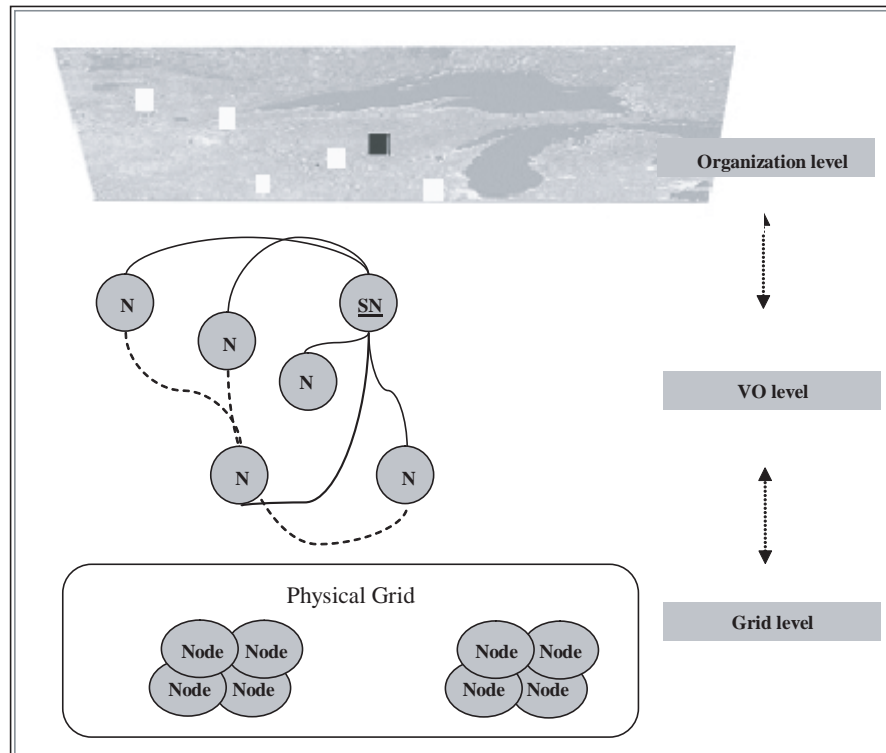 Organization level
N
SN
N
N
VO level
N
N
Physical Grid
Grid level
Node
Node
Node
Node
Node
Node
Node
Node